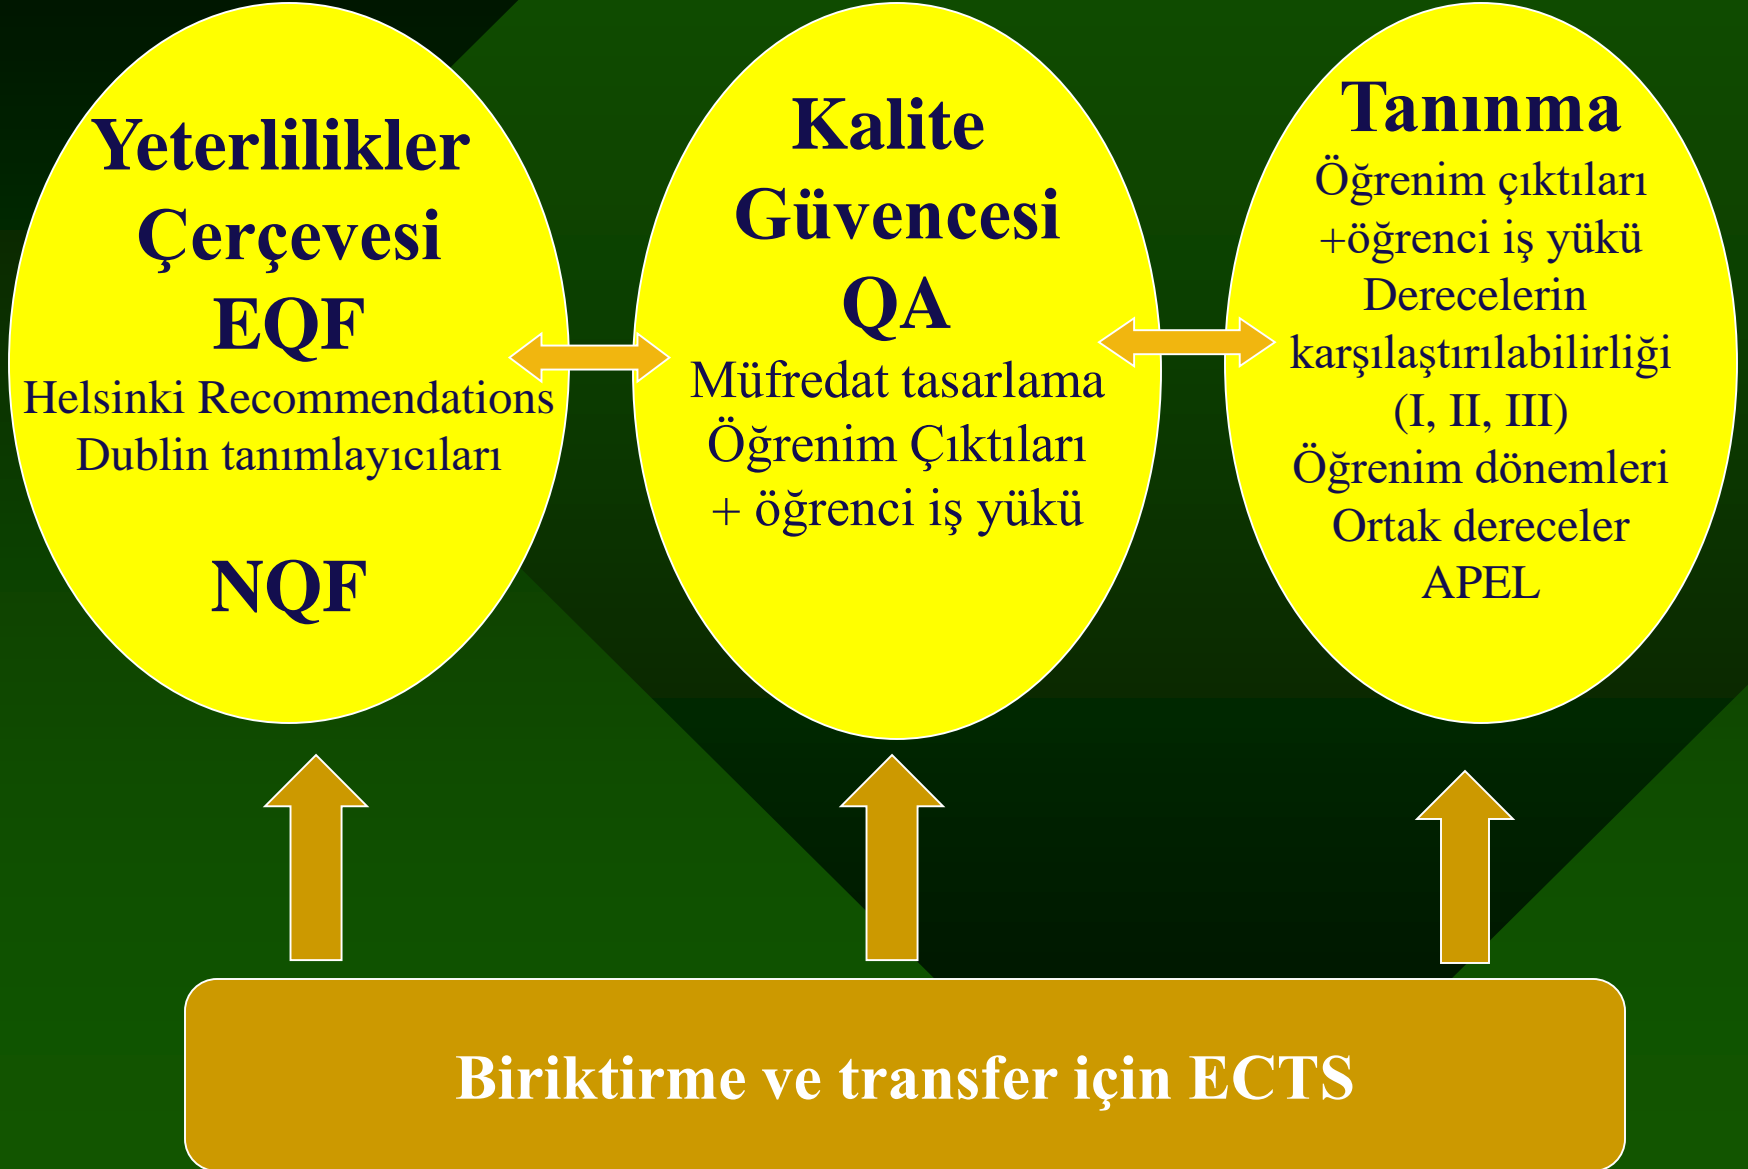 Yeterlilikler
Çerçevesi
EQF
Helsinki Recommendations
Dublin tanımlayıcıları
NQF
Kalite
Güvencesi
QA
Müfredat tasarlama
Öğrenim Çıktıları
+ öğrenci iş yükü
Tanınma
Öğrenim çıktıları
+öğrenci iş yükü
Derecelerin
karşılaştırılabilirliği
(I, II, III)
Öğrenim dönemleri
Ortak dereceler
APEL
Biriktirme ve transfer için ECTS